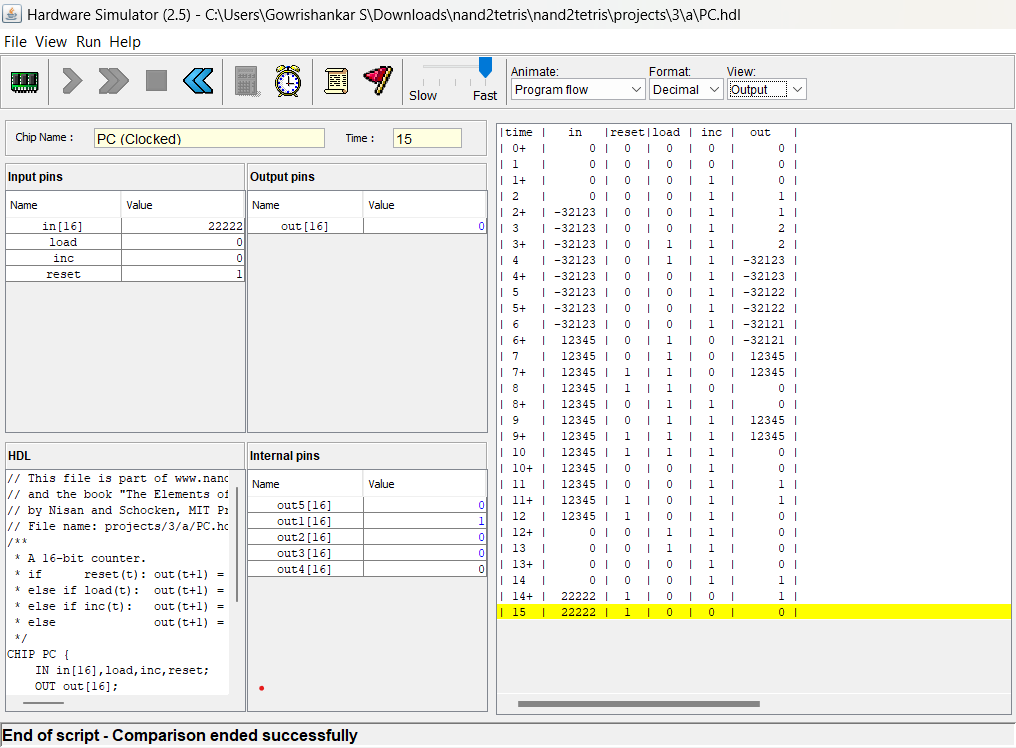 Hardware Simulator (2.5) - C:\Users\Gowrishankar S\Downloads\nand2tetris\nand2tetris\projects\3\a\PC.hdl
File View Run Help
Slow Fast
Animate: Format: View:
Program flow Decimal Output
Chip Name : PC (Clocked) Time : 15
Input pins
Name Value
in[16] 22222
load 0
inc 0
reset 1
Output pins
Name Value
out[16] 0
HDL
// This file is part of www.nand
// and the book "The Elements of
// by Nisan and Schocken, MIT Pr
// File name: projects/3/a/PC.hd
/**
* A 16-bit counter.
* if reset(t): out(t+1) =
* else if load(t): out(t+1) =
* else if inc(t): out(t+1) =
* else out(t+1) =
*/
CHIP PC {
IN in[16],load,inc,reset;
OUT out[16];
Internal pins
Name Value
out5[16] 0
out1[16] 1
out2[16] 0
out3[16] 0
out4[16] 0
|time | in |reset|load | inc | out |
| 0+ | 0 | 0 | 0 | 0 | 0 |
| 1 | 0 | 0 | 0 | 0 | 0 |
| 1+ | 0 | 0 | 0 | 1 | 0 |
| 2 | 0 | 0 | 0 | 1 | 1 |
| 2+ | -32123 | 0 | 0 | 1 | 1 |
| 3 | -32123 | 0 | 0 | 1 | 2 |
| 3+ | -32123 | 0 | 1 | 1 | 2 |
| 4 | -32123 | 0 | 1 | 1 | -32123 |
| 4+ | -32123 | 0 | 0 | 1 | -32123 |
| 5 | -32123 | 0 | 0 | 1 | -32122 |
| 5+ | -32123 | 0 | 0 | 1 | -32122 |
| 6 | -32123 | 0 | 0 | 1 | -32121 |
| 6+ | 12345 | 0 | 1 | 0 | -32121 |
| 7 | 12345 | 0 | 1 | 0 | 12345 |
| 7+ | 12345 | 1 | 1 | 0 | 12345 |
| 8 | 12345 | 1 | 1 | 0 | 0 |
| 8+ | 12345 | 0 | 1 | 1 | 0 |
| 9 | 12345 | 0 | 1 | 1 | 12345 |
| 9+ | 12345 | 1 | 1 | 1 | 12345 |
| 10 | 12345 | 1 | 1 | 1 | 0 |
| 10+ | 12345 | 0 | 0 | 1 | 0 |
| 11 | 12345 | 0 | 0 | 1 | 1 |
| 11+ | 12345 | 1 | 0 | 1 | 1 |
| 12 | 12345 | 1 | 0 | 1 | 0 |
| 12+ | 0 | 0 | 1 | 1 | 0 |
| 13 | 0 | 0 | 1 | 1 | 0 |
| 13+ | 0 | 0 | 0 | 1 | 0 |
| 14 | 0 | 0 | 0 | 1 | 1 |
| 14+ | 22222 | 1 | 0 | 0 | 1 |
| 15 | 22222 | 1 | 0 | 0 | 0 |
End of script - Comparison ended successfully